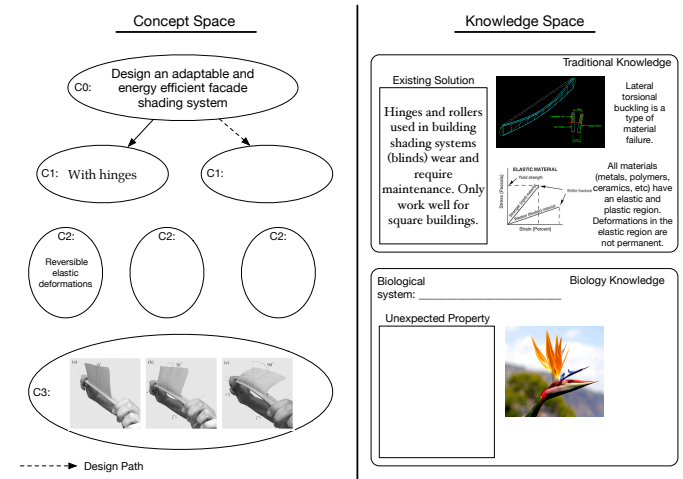 Concept Space
Knowledge Space
C0:
Design an adaptable and
energy efficient facade
shading system
C1: With hinges
C1:
C2:
Reversible
elastic
deformations
C2:
C2:
C3:
(a)
(b)
(c)
90°
Design Path
Traditional Knowledge
Existing Solution
Hinges and rollers
used in building
shading systems
(blinds) wear and
require
maintenance. Only
work well for
square buildings.
Lateral
torsional
buckling is a
type of
material
failure.
ELASTIC MATERIAL
Yield strength
Brittle fracture
Stress (Pascals)
Strain (Percent)
All materials
(metals, polymers,
ceramics, etc) have
an elastic and
plastic region.
Deformations in the
elastic region are
not permanent.
Biological
system: __________________________
Biology Knowledge
Unexpected Property